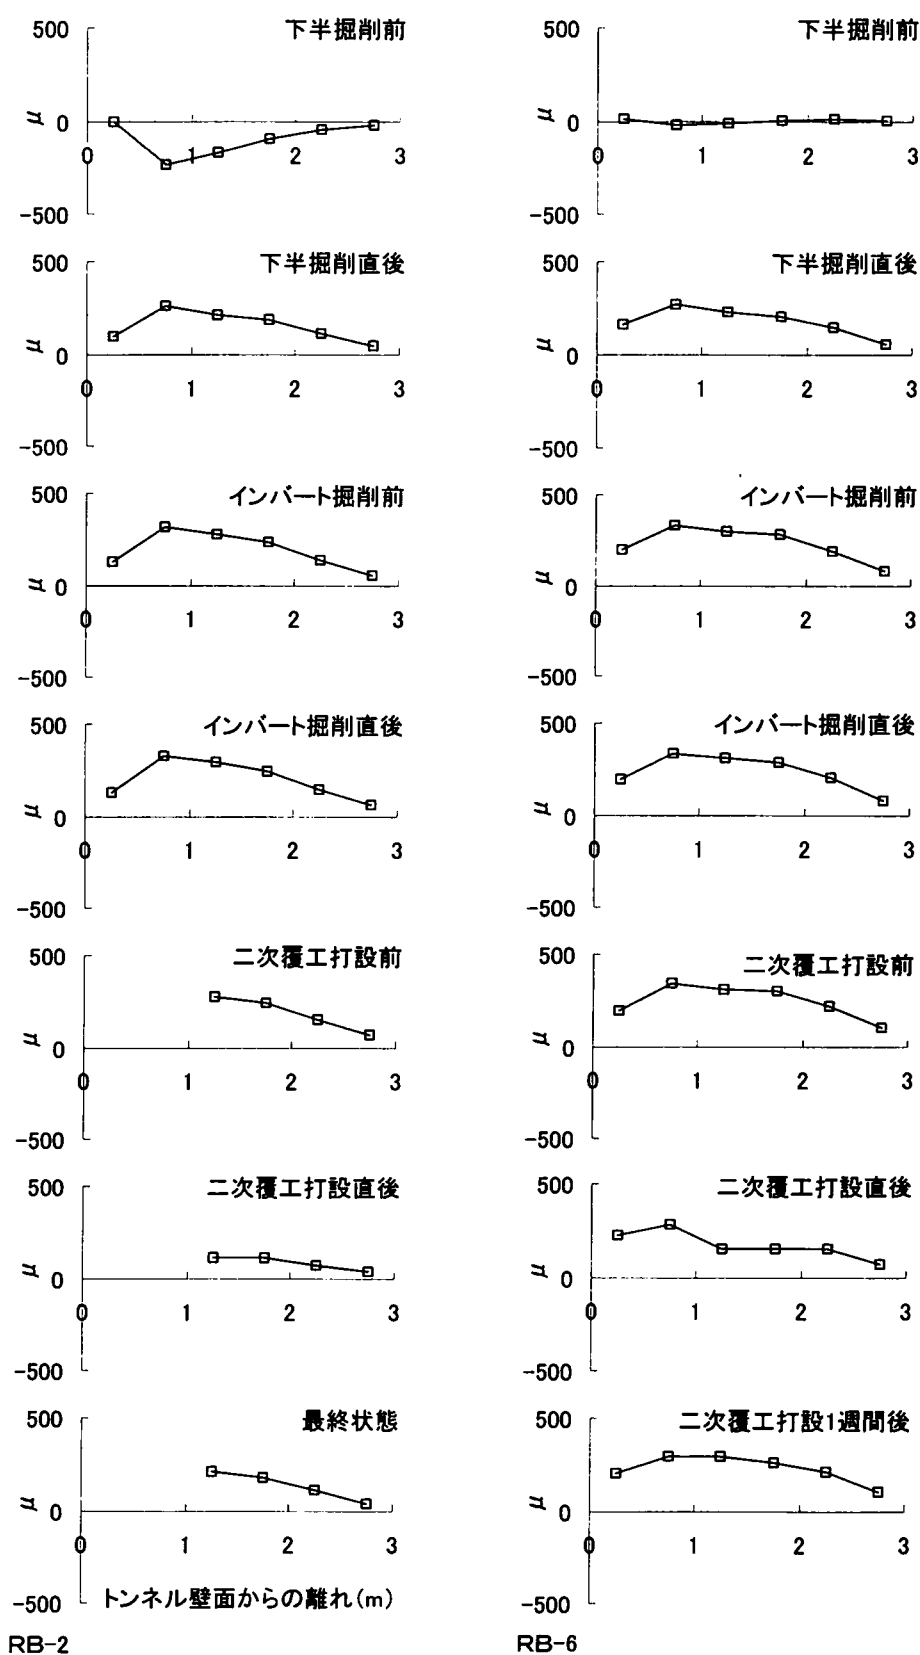 下半掘削前
500
μ 0
0 1 2 3
-500
下半掘削直後
500
μ 0
0 1 2 3
-500
インバート掘削前
500
μ 0
0 1 2 3
-500
インバート掘削直後
500
μ 0
0 1 2 3
-500
二次覆工打設前
500
μ 0
0 1 2 3
-500
二次覆工打設直後
500
μ 0
0 1 2 3
-500
最終状態
500
μ 0
0 1 2 3
-500
トンネル壁面からの離れ(m)
RB-2
下半掘削前
500
μ 0
0 1 2 3
-500
下半掘削直後
500
μ 0
0 1 2 3
-500
インバート掘削前
500
μ 0
0 1 2 3
-500
インバート掘削直後
500
μ 0
0 1 2 3
-500
二次覆工打設前
500
μ 0
0 1 2 3
-500
二次覆工打設直後
500
μ 0
0 1 2 3
-500
二次覆工打設1週間後
500
μ 0
0 1 2 3
-500
RB-6